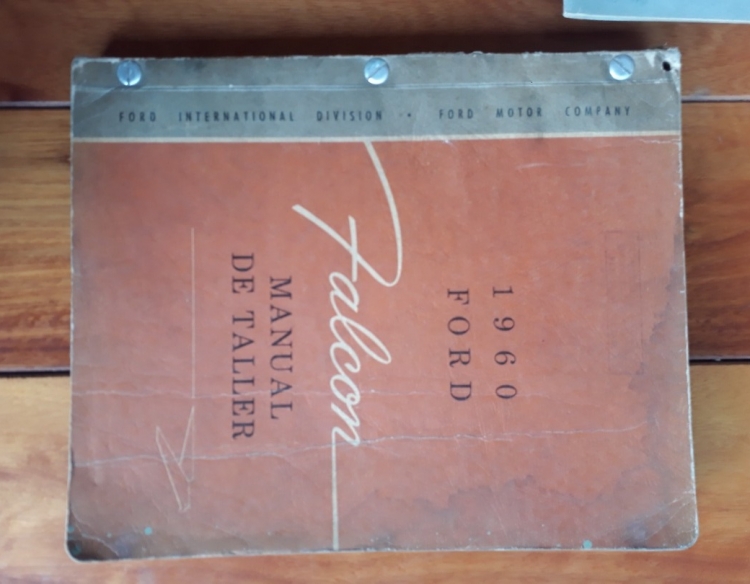 1960
FORD
Falcon
MANUAL
DE TALLER
FORD INTERNATIONAL DIVISION • FORD MOTOR COMPANY